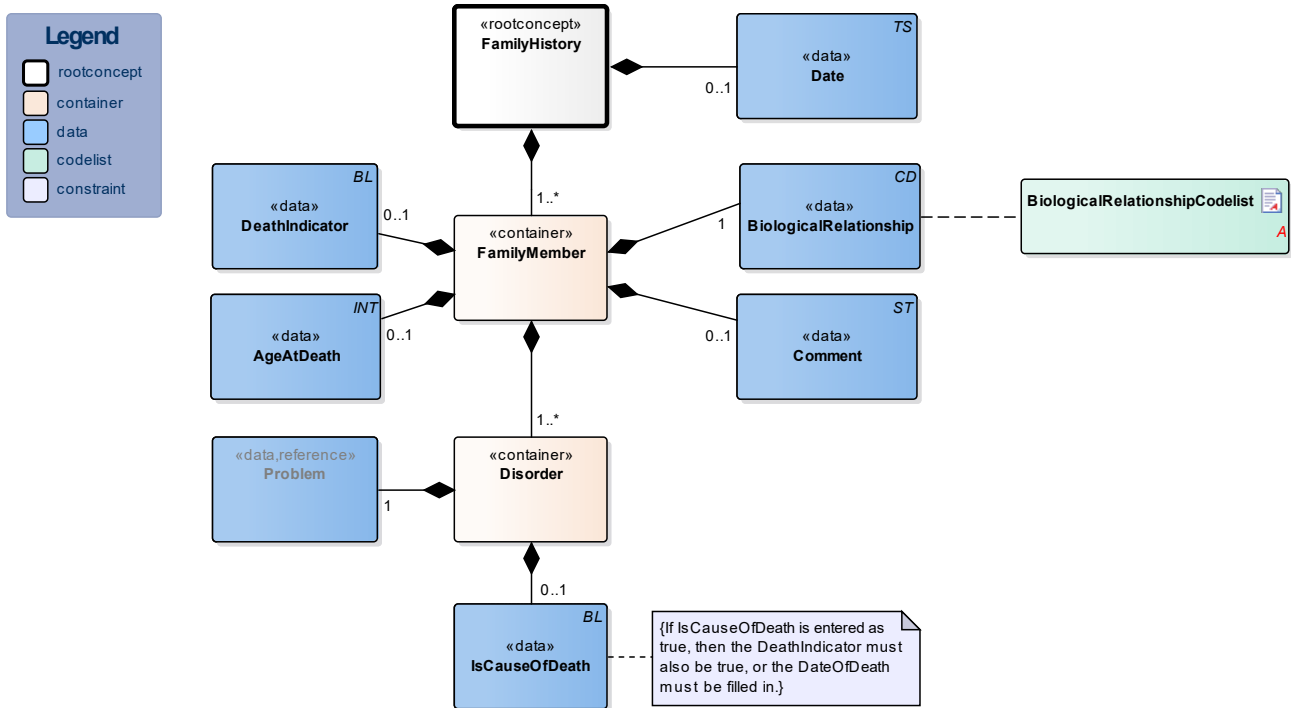 Legend
rootconcept
container
data
codelist
constraint
«rootconcept»
FamilyHistory
TS
«data»
Date
0..1
1..*
BL
«data»
DeathIndicator
0..1
«container»
FamilyMember
CD
«data»
BiologicalRelationship
1
BiologicalRelationshipCodelist
A
INT
«data»
AgeAtDeath
0..1
ST
«data»
Comment
0..1
1..*
«data,reference»
Problem
1
«container»
Disorder
0..1
BL
«data»
IsCauseOfDeath
{If IsCauseOfDeath is entered as
true, then the DeathIndicator must
also be true, or the DateOfDeath
must be filled in.}